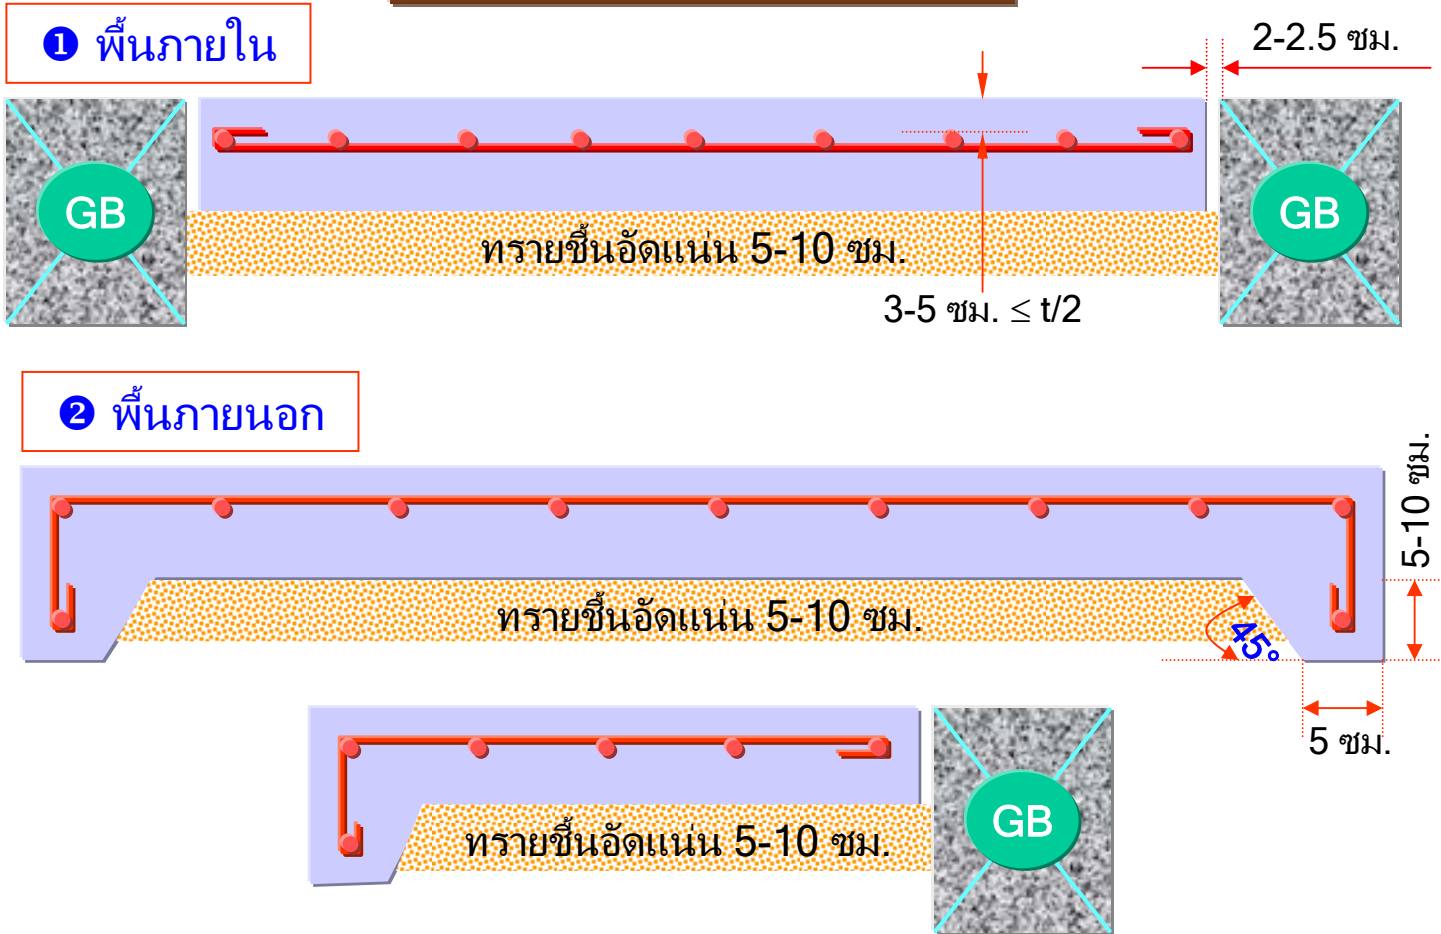 ❶ พื้นภายใน
2-2.5 ซม.
GB
GB
ทรายชื้นอัดแน่น 5-10 ซม.
3-5 ซม. ≤ t/2
❷ พื้นภายนอก
5-10 ซม.
ทรายชื้นอัดแน่น 5-10 ซม.
45°
5 ซม.
GB
ทรายชื้นอัดแน่น 5-10 ซม.